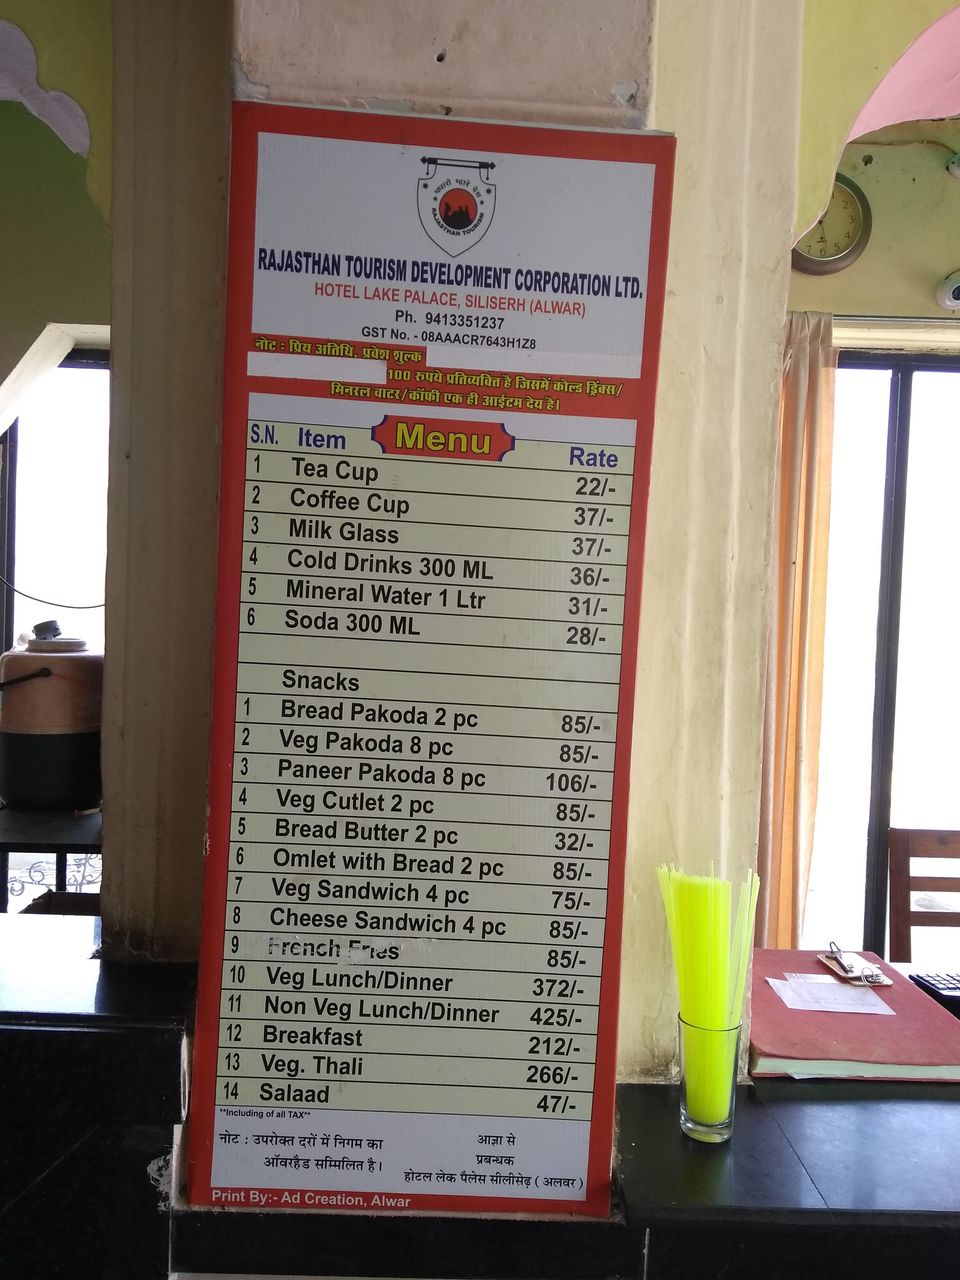 पधारो म्हारे देस
RAJASTHAN TOURISM
RAJASTHAN TOURISM DEVELOPMENT CORPORATION LTD.
HOTEL LAKE PALACE, SILISERH (ALWAR)
Ph. 9413351237
GST No. - 08AAACR7643H1Z8
नोट : प्रिय अतिथि, प्रवेश शुल्क
100 रुपये प्रतिव्यक्ति है जिसमें कोल्ड ड्रिंक्स/
मिनरल वाटर/कॉफी एक ही आईटम देय है।
Menu
S.N. Item Rate
1 Tea Cup 22/-
2 Coffee Cup 37/-
3 Milk Glass 37/-
4 Cold Drinks 300 ML 36/-
5 Mineral Water 1 Ltr 31/-
6 Soda 300 ML 28/-
Snacks
1 Bread Pakoda 2 pc 85/-
2 Veg Pakoda 8 pc 85/-
3 Paneer Pakoda 8 pc 106/-
4 Veg Cutlet 2 pc 85/-
5 Bread Butter 2 pc 32/-
6 Omlet with Bread 2 pc 85/-
7 Veg Sandwich 4 pc 75/-
8 Cheese Sandwich 4 pc 85/-
9 French Fries 85/-
10 Veg Lunch/Dinner 372/-
11 Non Veg Lunch/Dinner 425/-
12 Breakfast 212/-
13 Veg. Thali 266/-
14 Salaad 47/-
**Including of all TAX**
नोट : उपरोक्त दरों में निगम का
ऑवरहैड सम्मिलित है।
आज्ञा से
प्रबन्धक
होटल लेक पैलेस सीलीसेढ़ ( अलवर )
Print By:- Ad Creation, Alwar
2
3
4
5
6
7